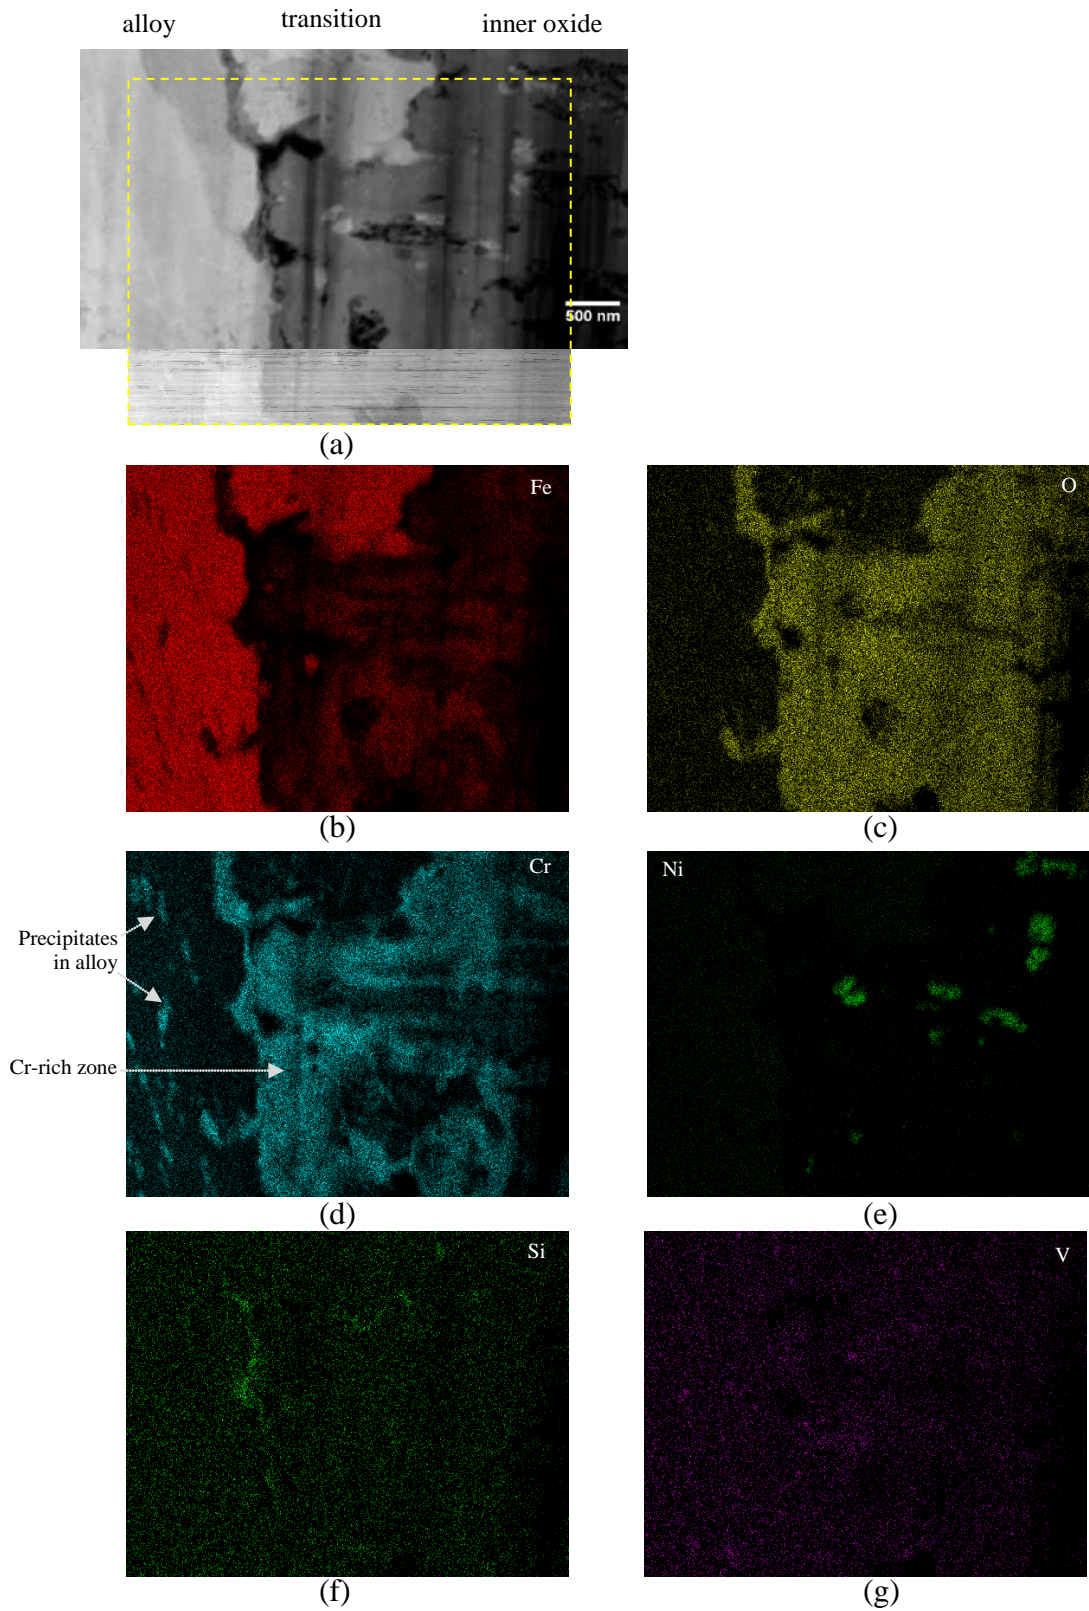 alloy
transition
inner oxide
500 nm
(a)
Fe
O
(b)
(c)
Cr
Ni
Precipitates
in alloy
Cr-rich zone
(d)
(e)
Si
V
(f)
(g)